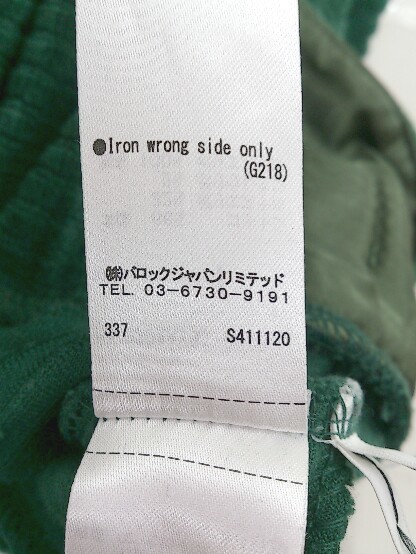 ●Iron wrong side only
(G218)
㈱バロックジャパンリミテッド
TEL. 03-6730-9191
337 S411120